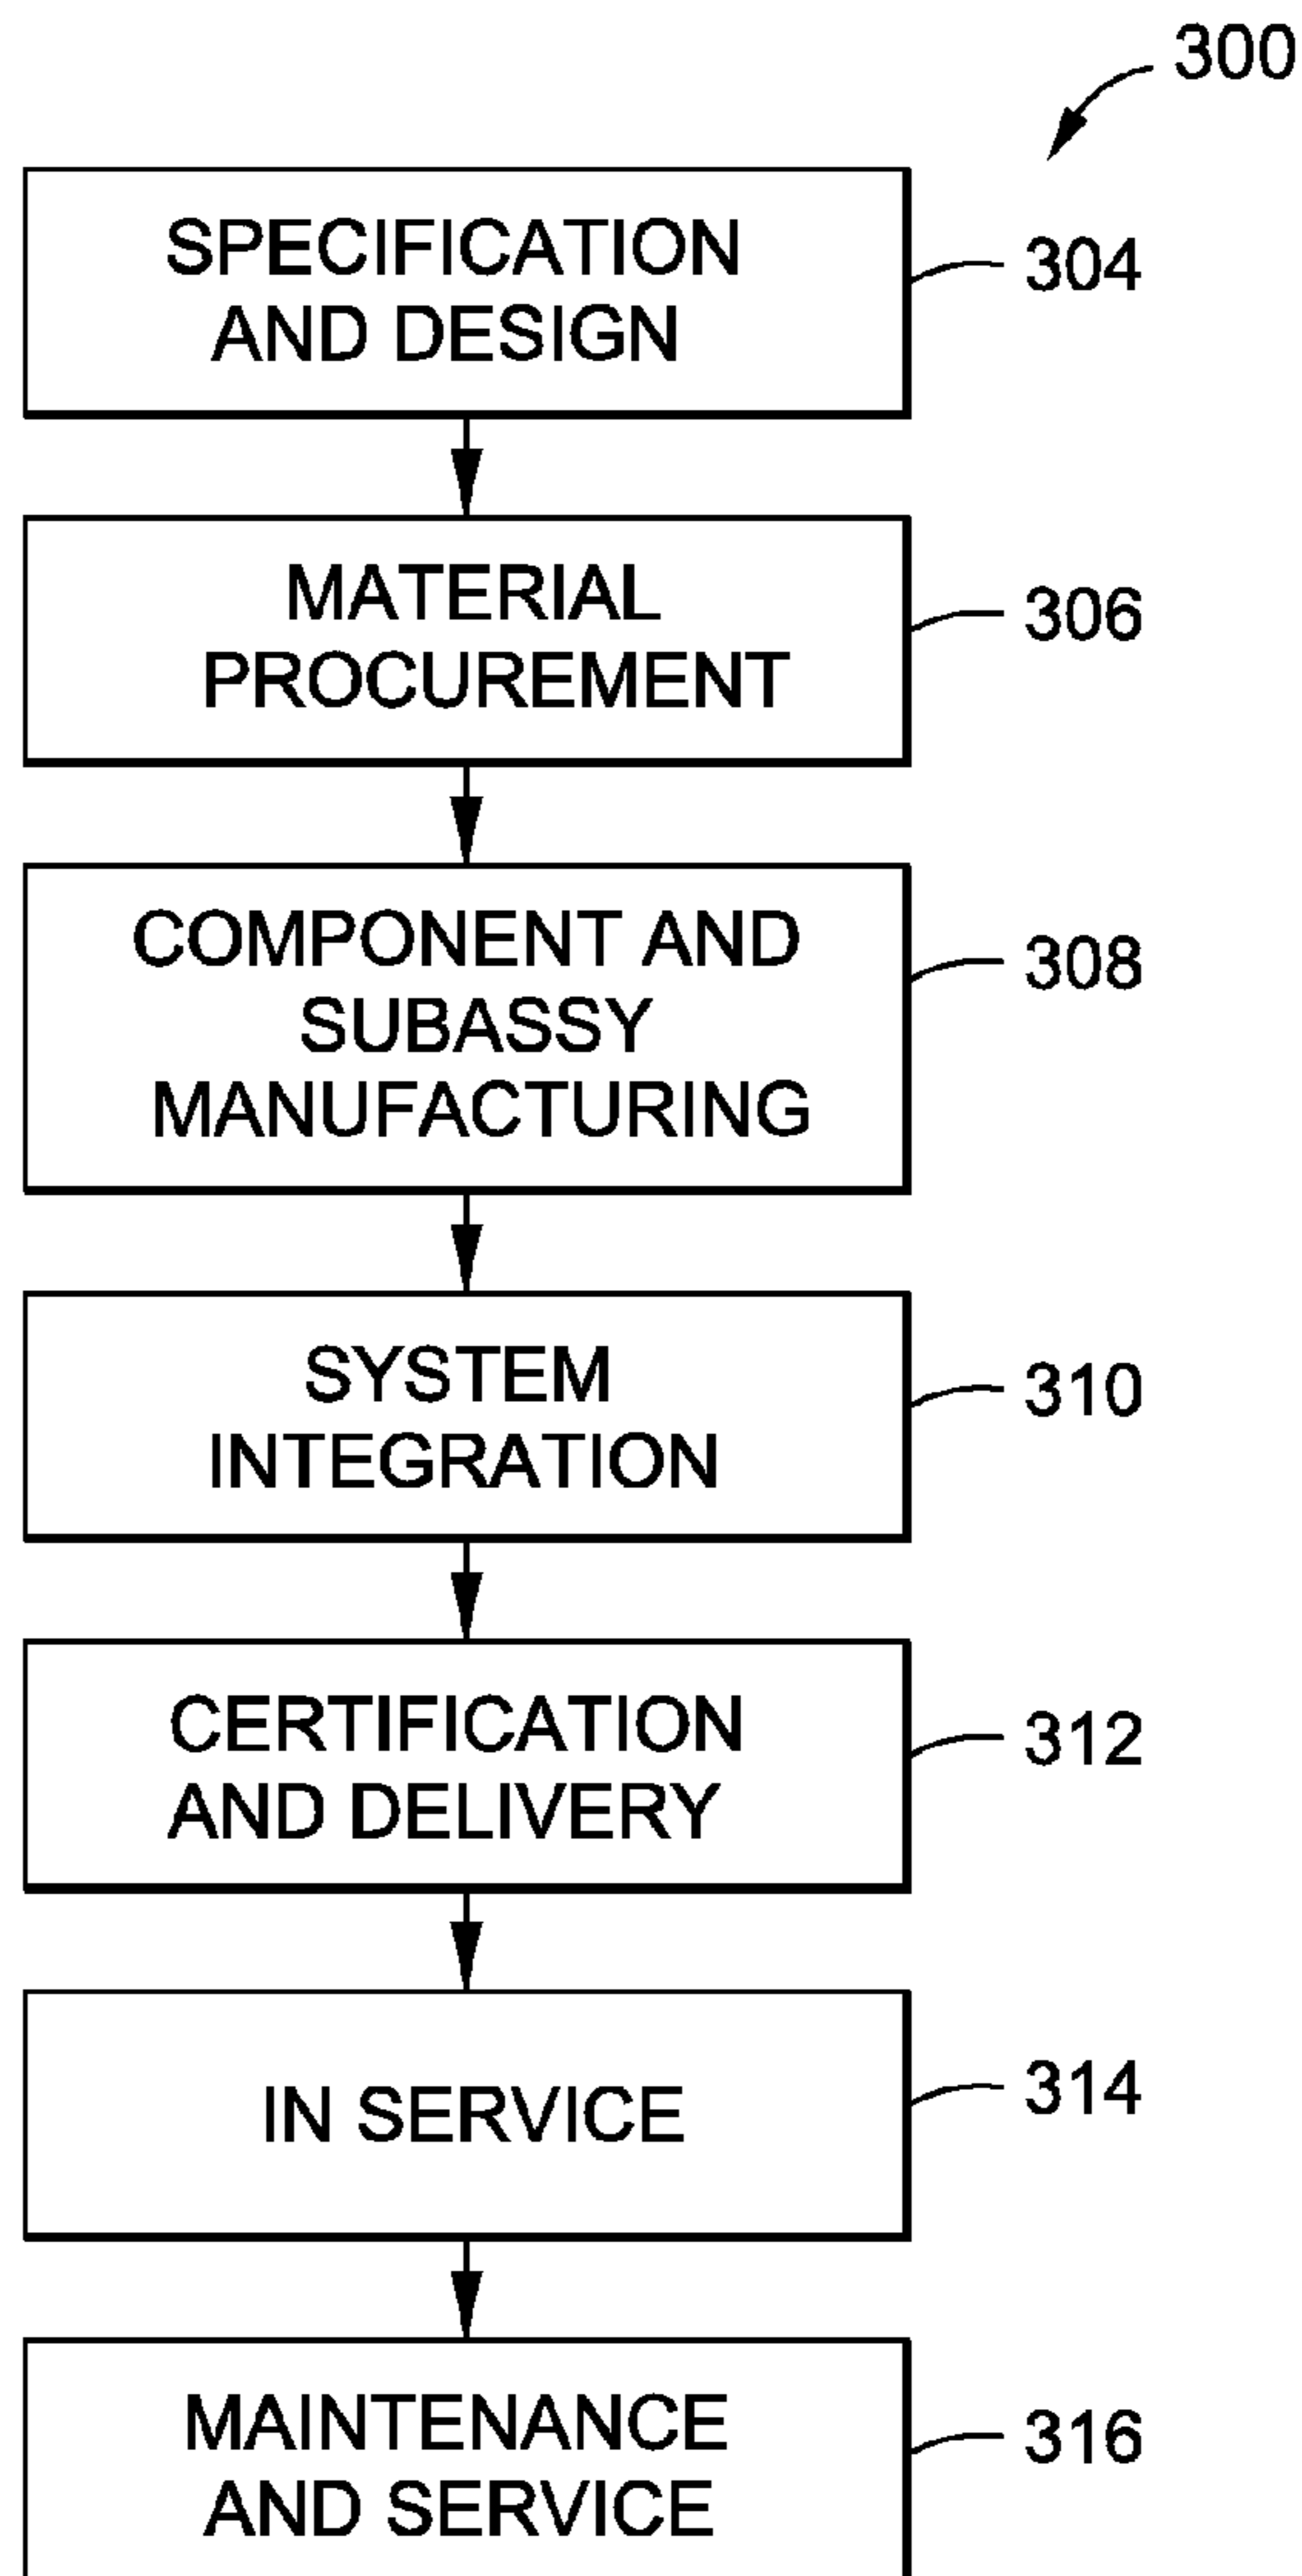 300
SPECIFICATION
AND DESIGN
304
MATERIAL
PROCUREMENT
306
COMPONENT AND
SUBASSY
MANUFACTURING
308
SYSTEM
INTEGRATION
310
CERTIFICATION
AND DELIVERY
312
IN SERVICE
314
MAINTENANCE
AND SERVICE
316